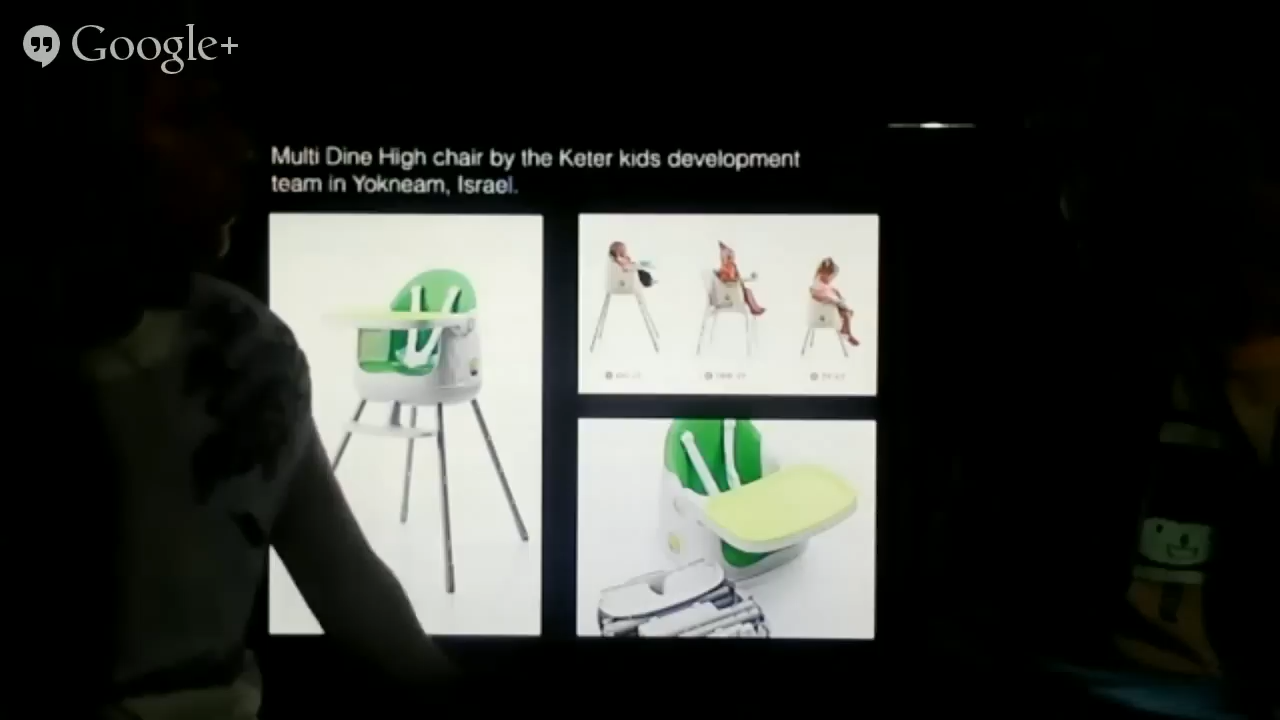 Google+
Multi Dine High chair by the Keter kids development
team in Yokneam, Israel.